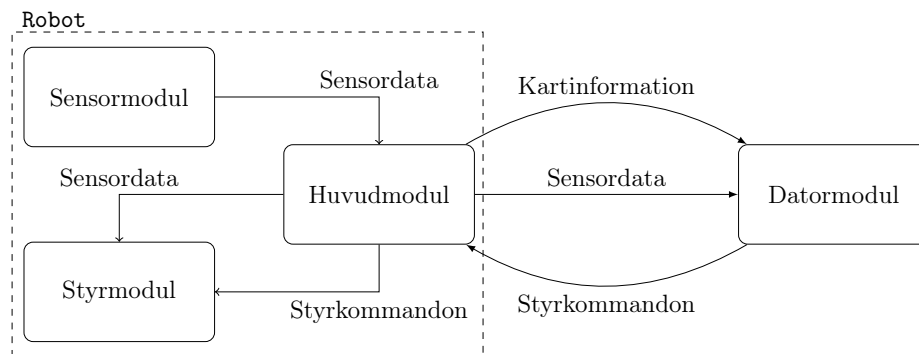 Robot
Sensormodul
Sensordata
Kartinformation
Sensordata
Huvudmodul
Sensordata
Datormodul
Styrmodul
Styrkommandon
Styrkommandon